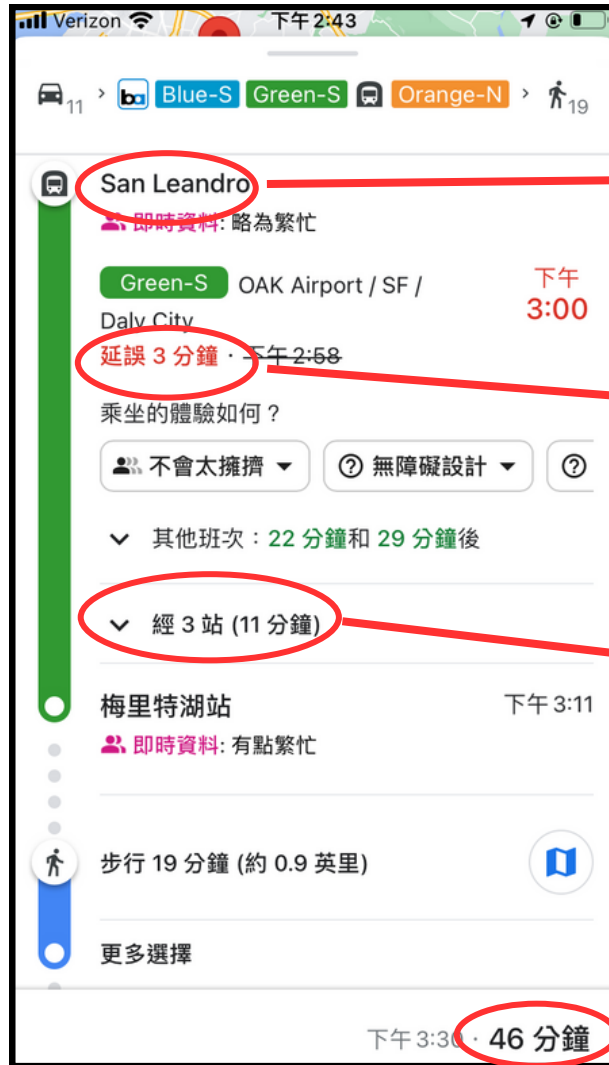 Verizon 下午 2:43
11 > ba Blue-S Green-S Orange-N > 19
San Leandro
即時資料: 略為繁忙
Green-S OAK Airport / SF / Daly City
下午 3:00
延誤 3 分鐘 · 下午 2:58
乘坐的體驗如何？
不會太擁擠 無障礙設計
其他班次：22 分鐘和 29 分鐘後
經 3 站 (11 分鐘)
梅里特湖站 下午 3:11
即時資料: 有點繁忙
步行 19 分鐘 (約 0.9 英里)
更多選擇
下午 3:30 · 46 分鐘